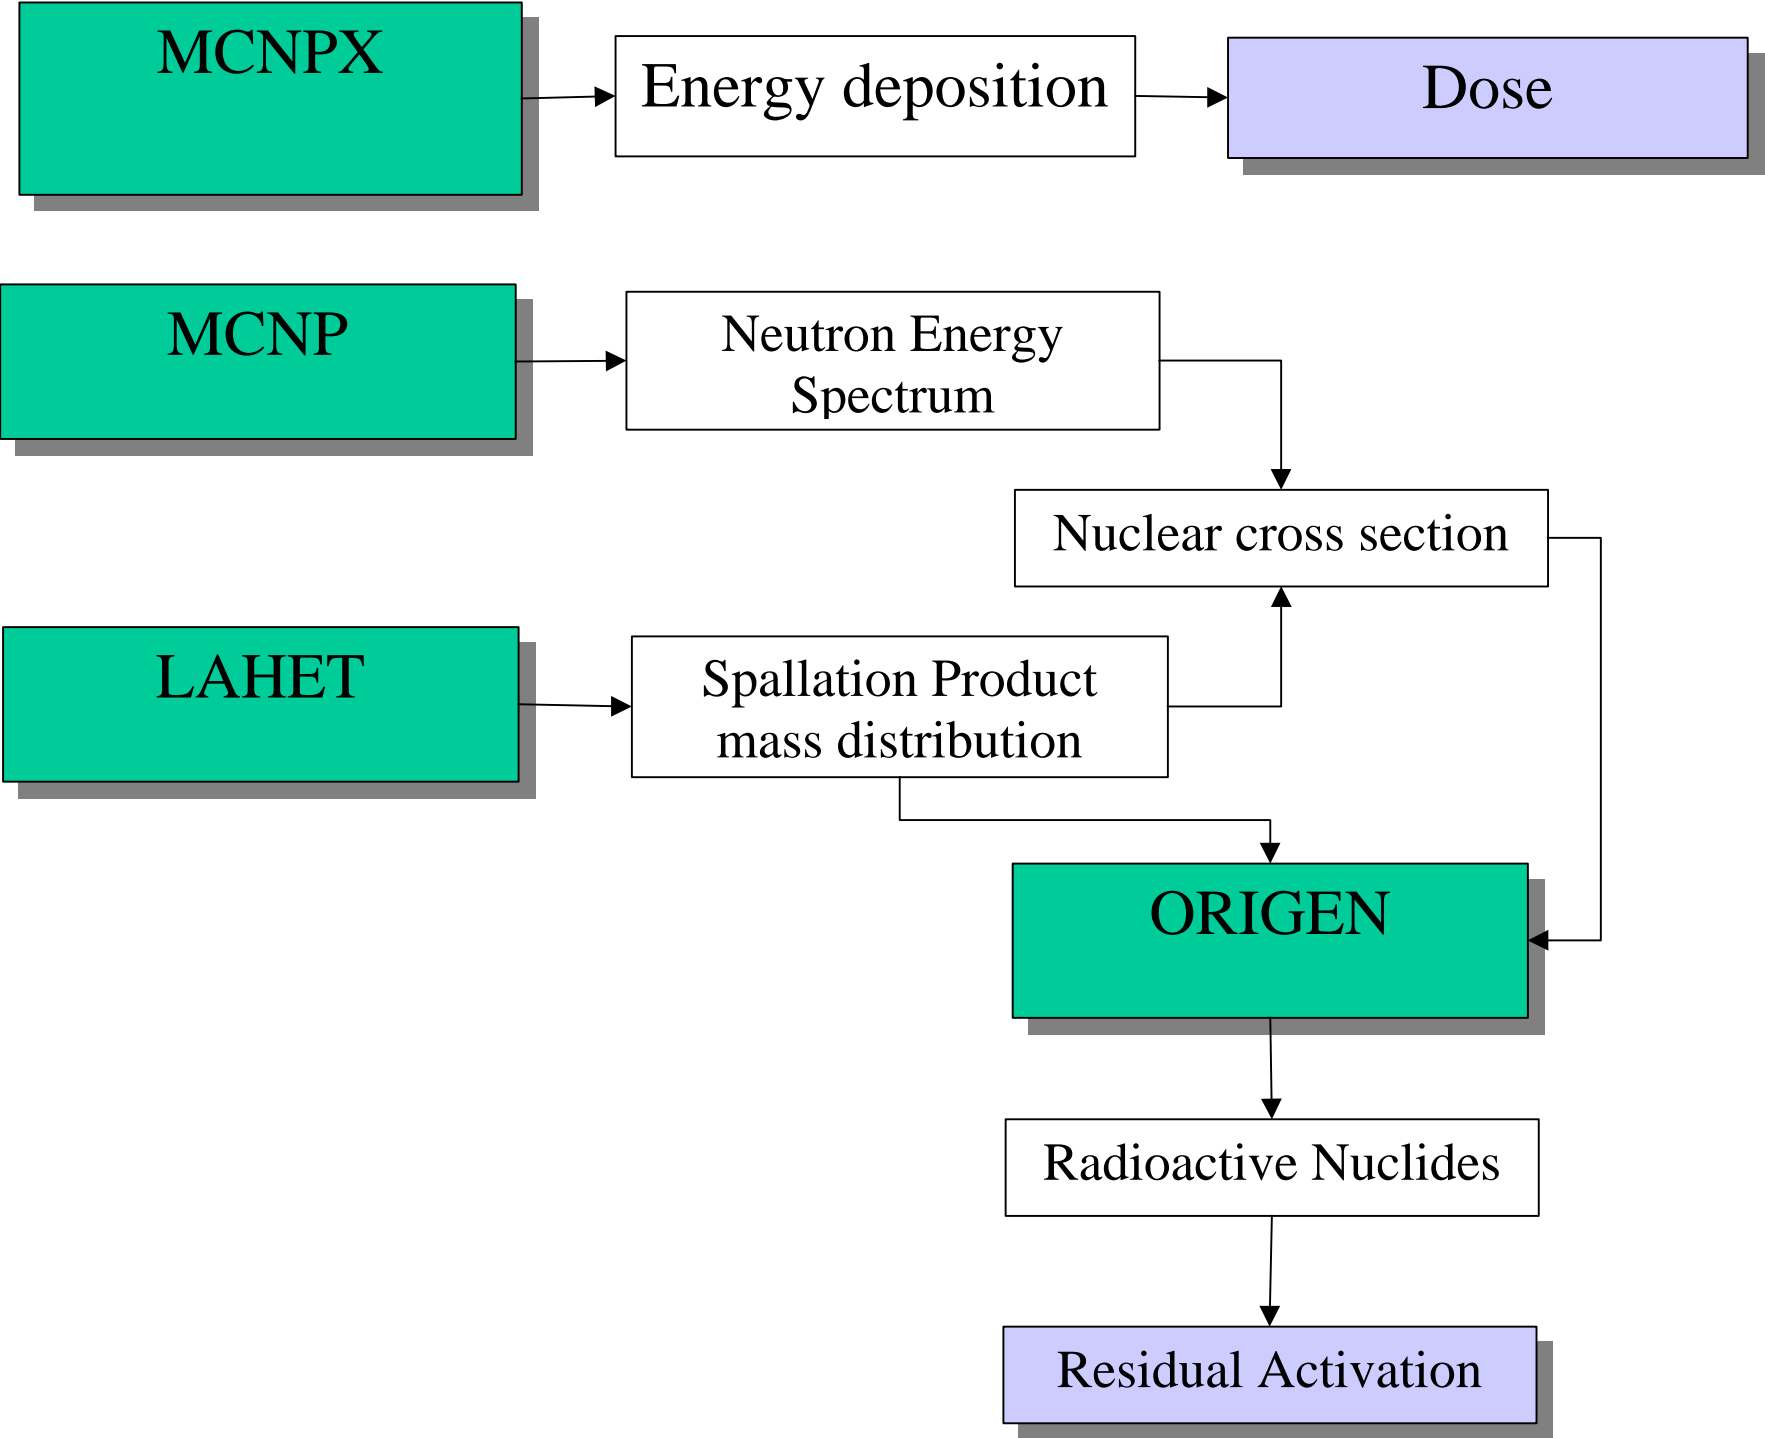 MCNPX
Energy deposition
Dose
MCNP
Neutron Energy
Spectrum
Nuclear cross section
LAHET
Spallation Product
mass distribution
ORIGEN
Radioactive Nuclides
Residual Activation